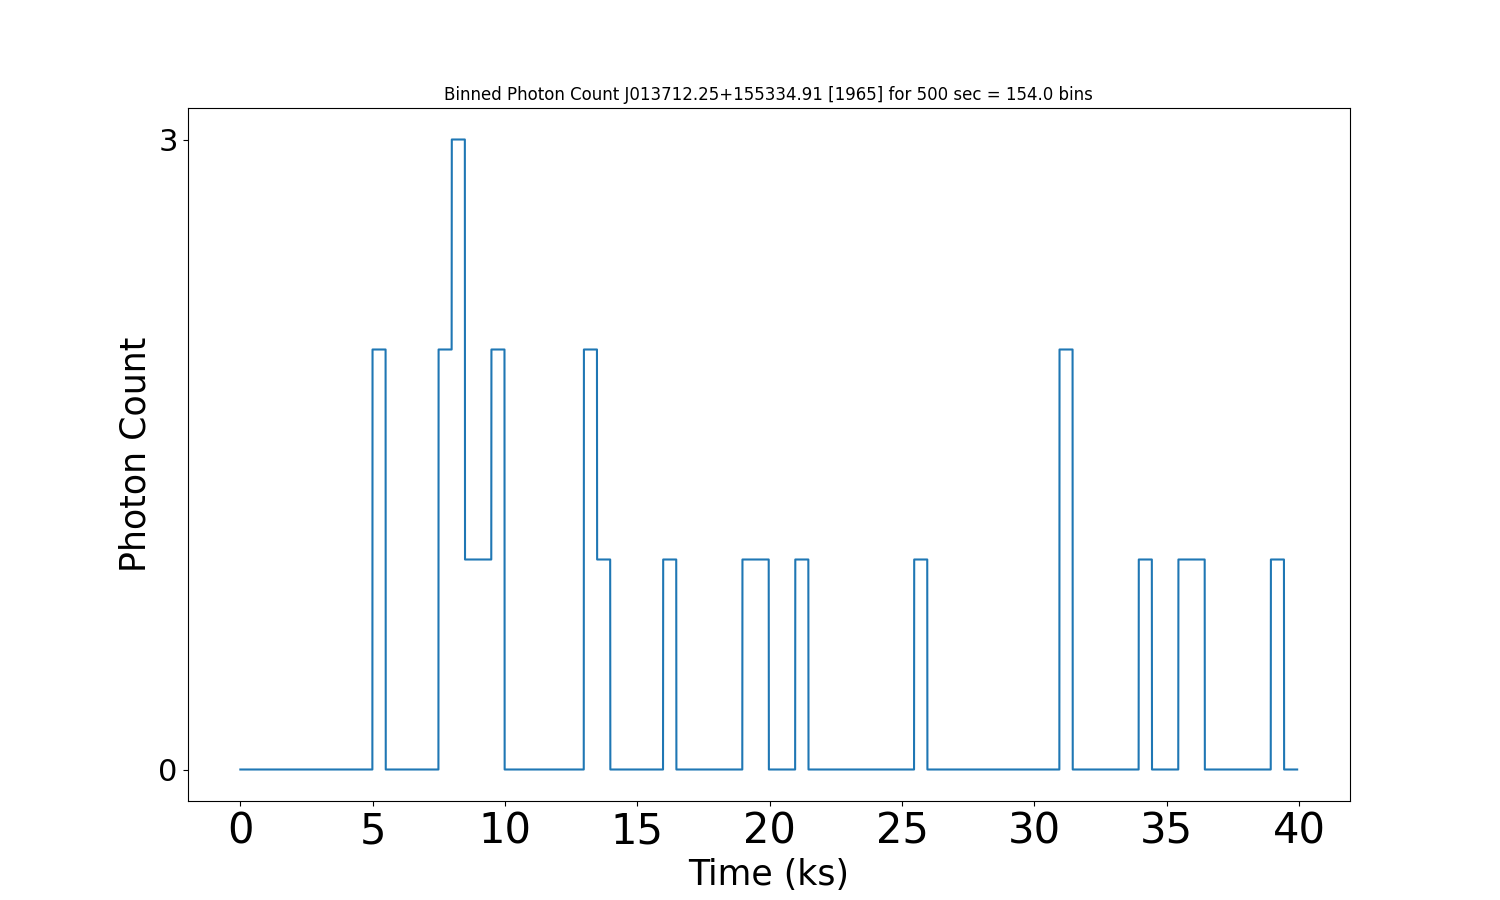 Binned Photon Count J013712.25+155334.91 [1965] for 500 sec = 154.0 bins
3
Photon Count
0
0 5 10 15 20 25 30 35 40
Time (ks)